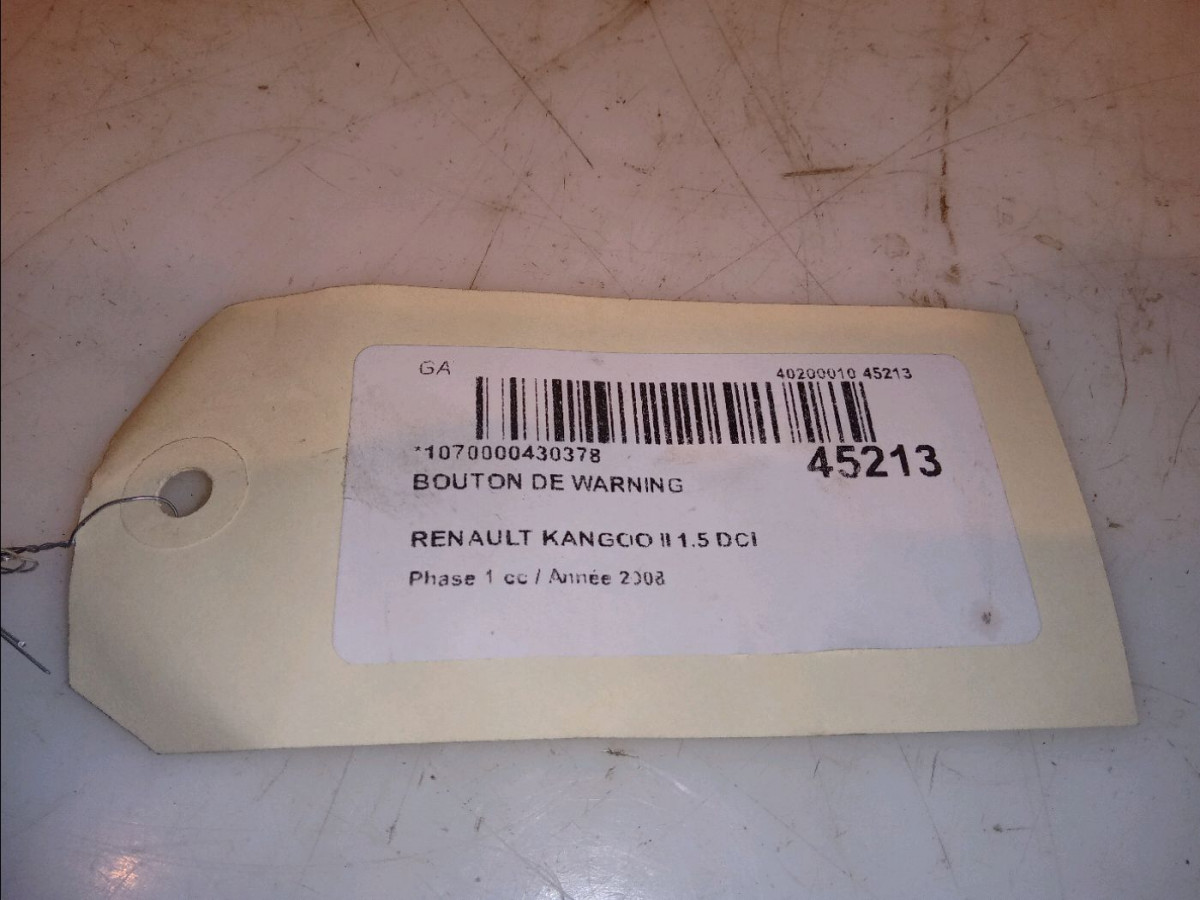 GA 40200010 45213
*1070000430378 45213
BOUTON DE WARNING
RENAULT KANGOO II 1.5 DCI
Phase 1 cc / Année 2008